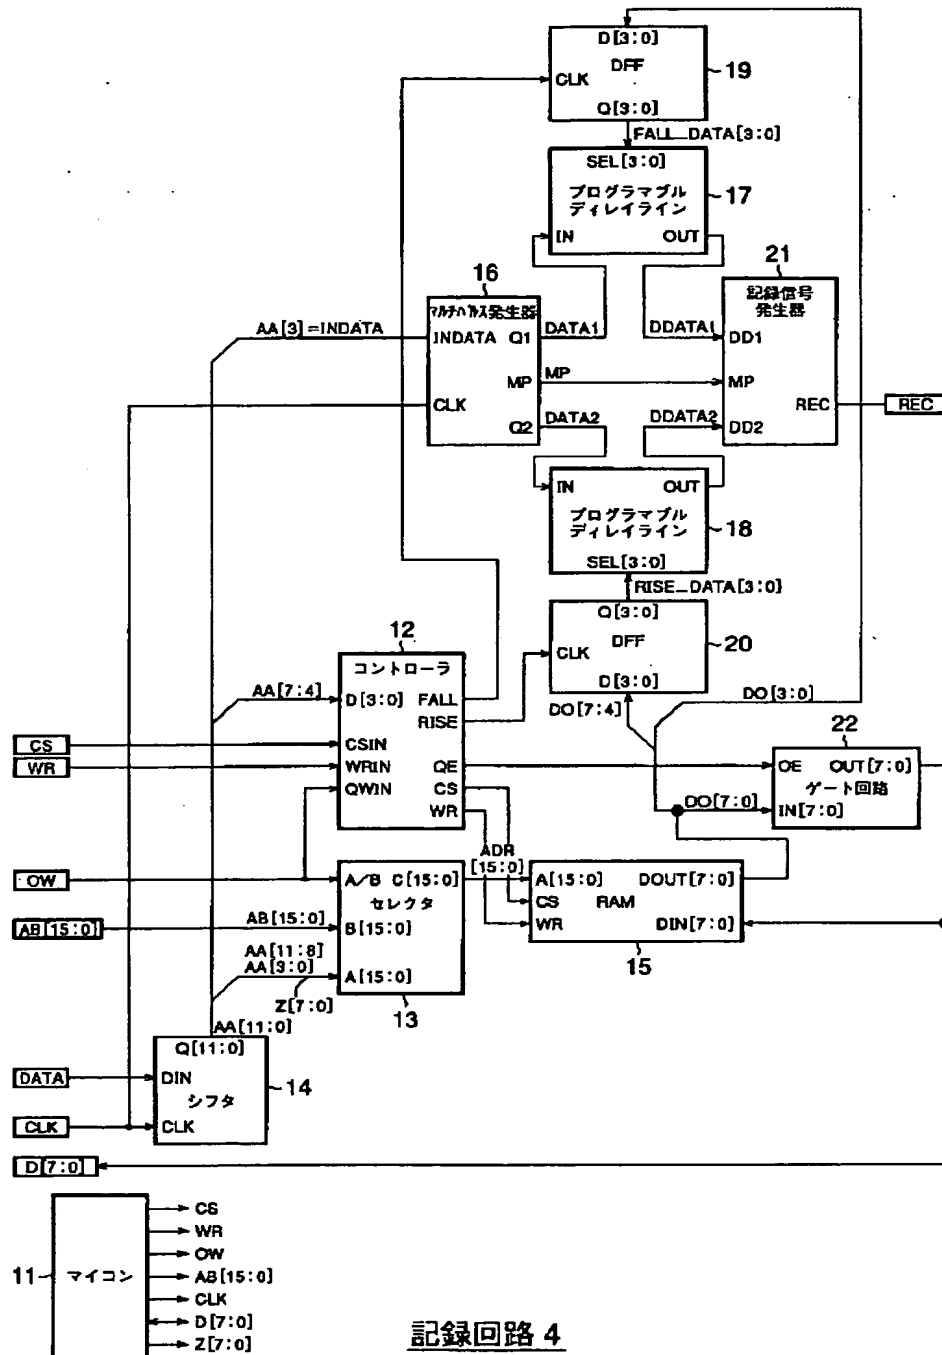 D[3:0]
DFF
CLK
Q[3:0]
19
FALL_DATA[3:0]
SEL[3:0]
プログラマブル
ディレイライン
IN OUT
17
16
マルチパルス発生器
AA[3]=INDATA
INDATA Q1
MP
CLK
Q2
DATA1
MP
DATA2
DDATA1
DDATA2
21
記録信号
発生器
DD1
MP
REC
DD2
REC
IN OUT
プログラマブル
ディレイライン
SEL[3:0]
18
RISE_DATA[3:0]
Q[3:0]
DFF
CLK
D[3:0]
20
DO[7:4]
DO[3:0]
12
コントローラ
AA[7:4]
D[3:0] FALL
RISE
CS
CSIN
WR
WRIN QE
QWIN CS
WR
22
OE OUT[7:0]
ゲート回路
DO[7:0]
IN[7:0]
ADR
[15:0]
OW
A/B C[15:0]
セレクタ
AB[15:0]
AB[15:0]
B[15:0]
AA[11:8]
AA[3:0]
A[15:0]
Z[7:0]
13
A[15:0] DOUT[7:0]
CS RAM
WR DIN[7:0]
15
AA[11:0]
Q[11:0]
DATA
DIN
シフタ
14
CLK
CLK
D[7:0]
11
マイコン
CS
WR
OW
AB[15:0]
CLK
D[7:0]
Z[7:0]
記録回路 4